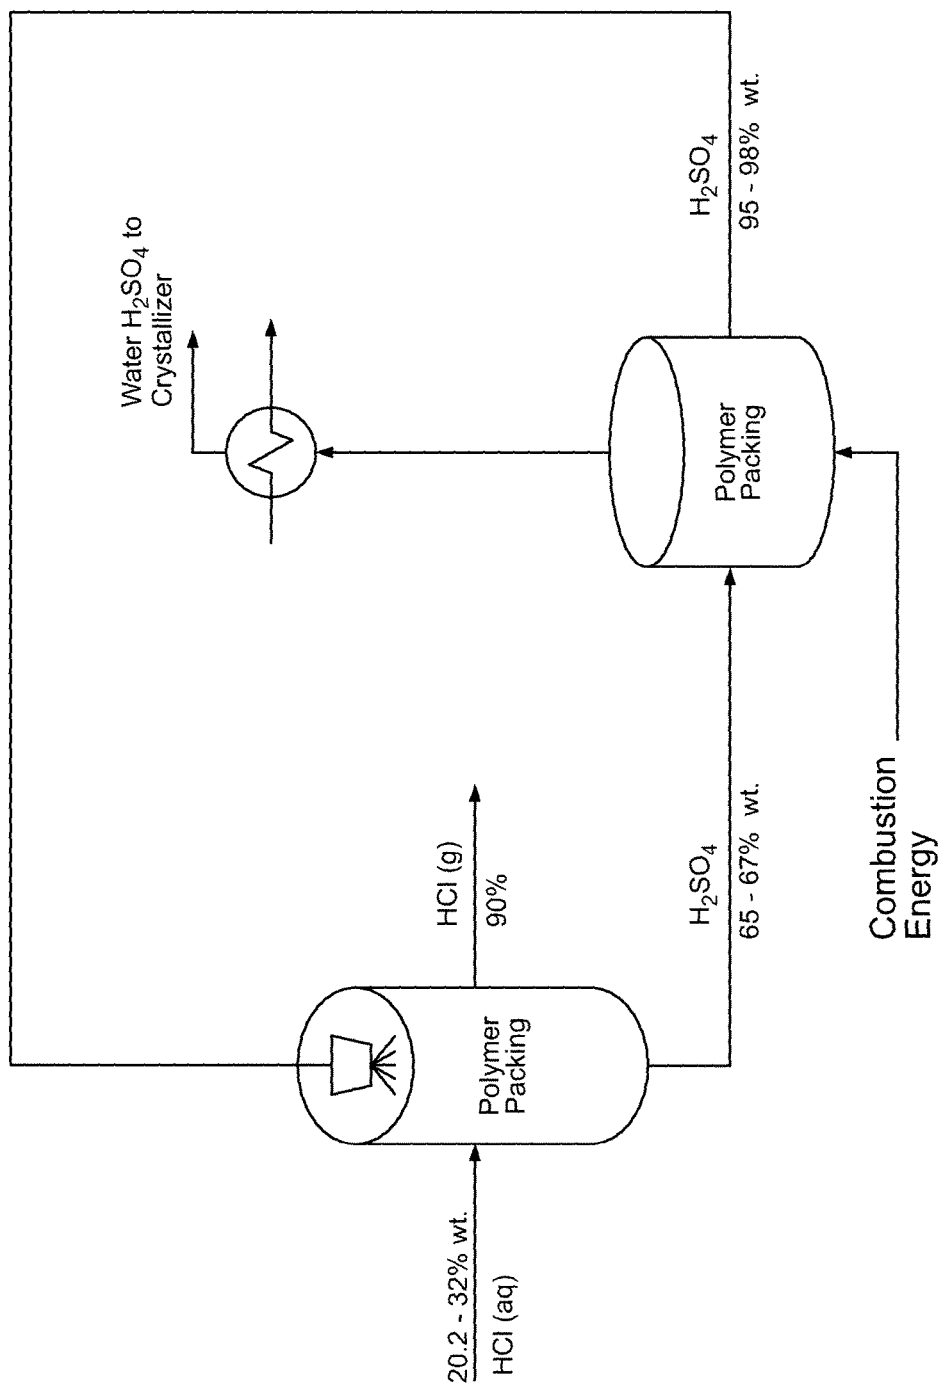 Water H₂SO₄ to
Crystallizer
H₂SO₄
95 - 98% wt.
Polymer
Packing
HCl (g)
90%
H₂SO₄
65 - 67% wt.
Combustion
Energy
Polymer
Packing
20.2 - 32% wt.
HCl (aq)